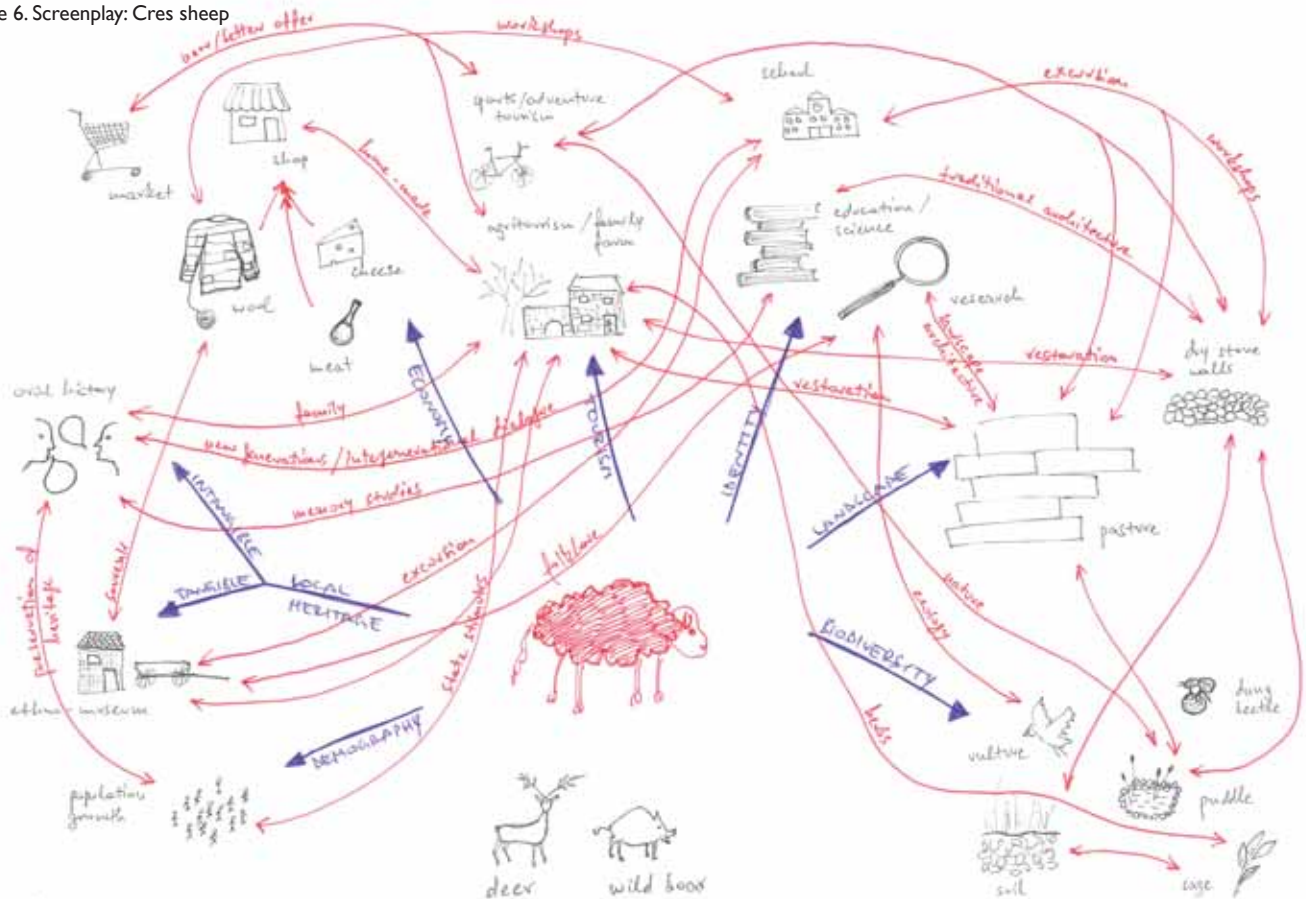 e 6. Screenplay: Cres sheep
new/better offer
workshops
school
excursion
sports/adventure
tourism
shop
market
home-made
workshops
traditional architecture
education/
science
agritourism/family
farm
cheese
wool
research
meat
landscape
architecture
restoration
dry stone
walls
oral history
family
ECONOMY
TOURISM
IDENTITY
restoration
new generations/intergenerational dialogue
memory studies
INTANGIBLE
LANDSCAPE
pasture
souvenir
excursion
folklore
TANGIBLE
LOCAL
HERITAGE
preservation of
heritage
state subsidies
nature
ecology
BIODIVERSITY
ethno-museum
DEMOGRAPHY
herbs
dung
beetle
vulture
population
growth
puddle
deer
wild boar
soil
sage